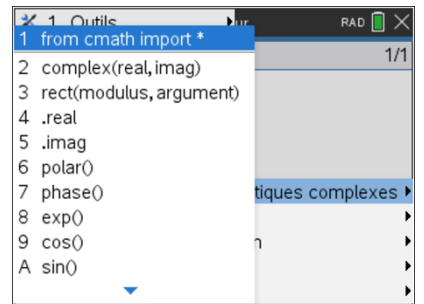 1 Outils
ur
RAD
1 from cmath import *
1/1
2 complex(real,imag)
3 rect(modulus,argument)
4 .real
5 .imag
6 polar()
7 phase() tiques complexes
8 exp()
9 cos() n
A sin()